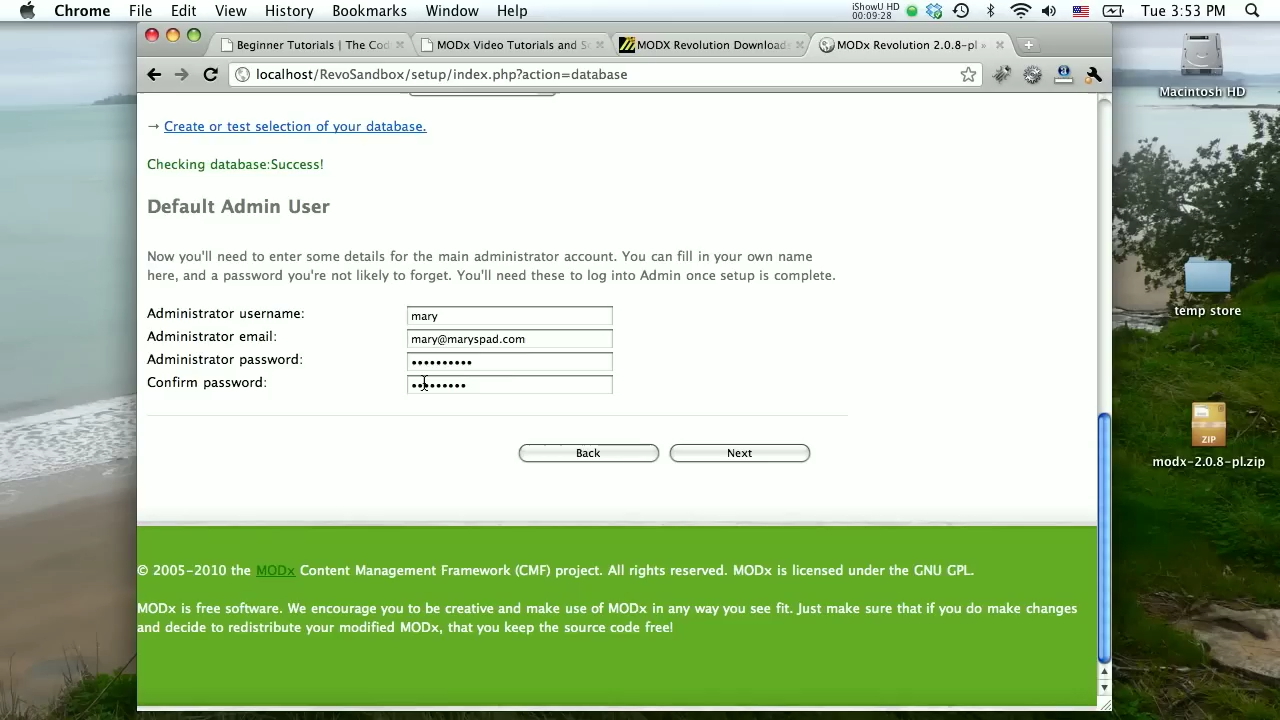 Chrome File Edit View History Bookmarks Window Help iShowU HD 00:09:28 Tue 3:53 PM
Beginner Tutorials | The Cod MODx Video Tutorials and Se MODX Revolution Downloads MODx Revolution 2.0.8-pl »
localhost/RevoSandbox/setup/index.php?action=database
Macintosh HD
→ Create or test selection of your database.
Checking database:Success!
Default Admin User
Now you'll need to enter some details for the main administrator account. You can fill in your own name
here, and a password you're not likely to forget. You'll need these to log into Admin once setup is complete.
temp store
Administrator username: mary
Administrator email: mary@maryspad.com
Administrator password: ••••••••••
Confirm password: •••••••••
Back Next
ZIP
modx-2.0.8-pl.zip
© 2005-2010 the MODx Content Management Framework (CMF) project. All rights reserved. MODx is licensed under the GNU GPL.
MODx is free software. We encourage you to be creative and make use of MODx in any way you see fit. Just make sure that if you do make changes
and decide to redistribute your modified MODx, that you keep the source code free!